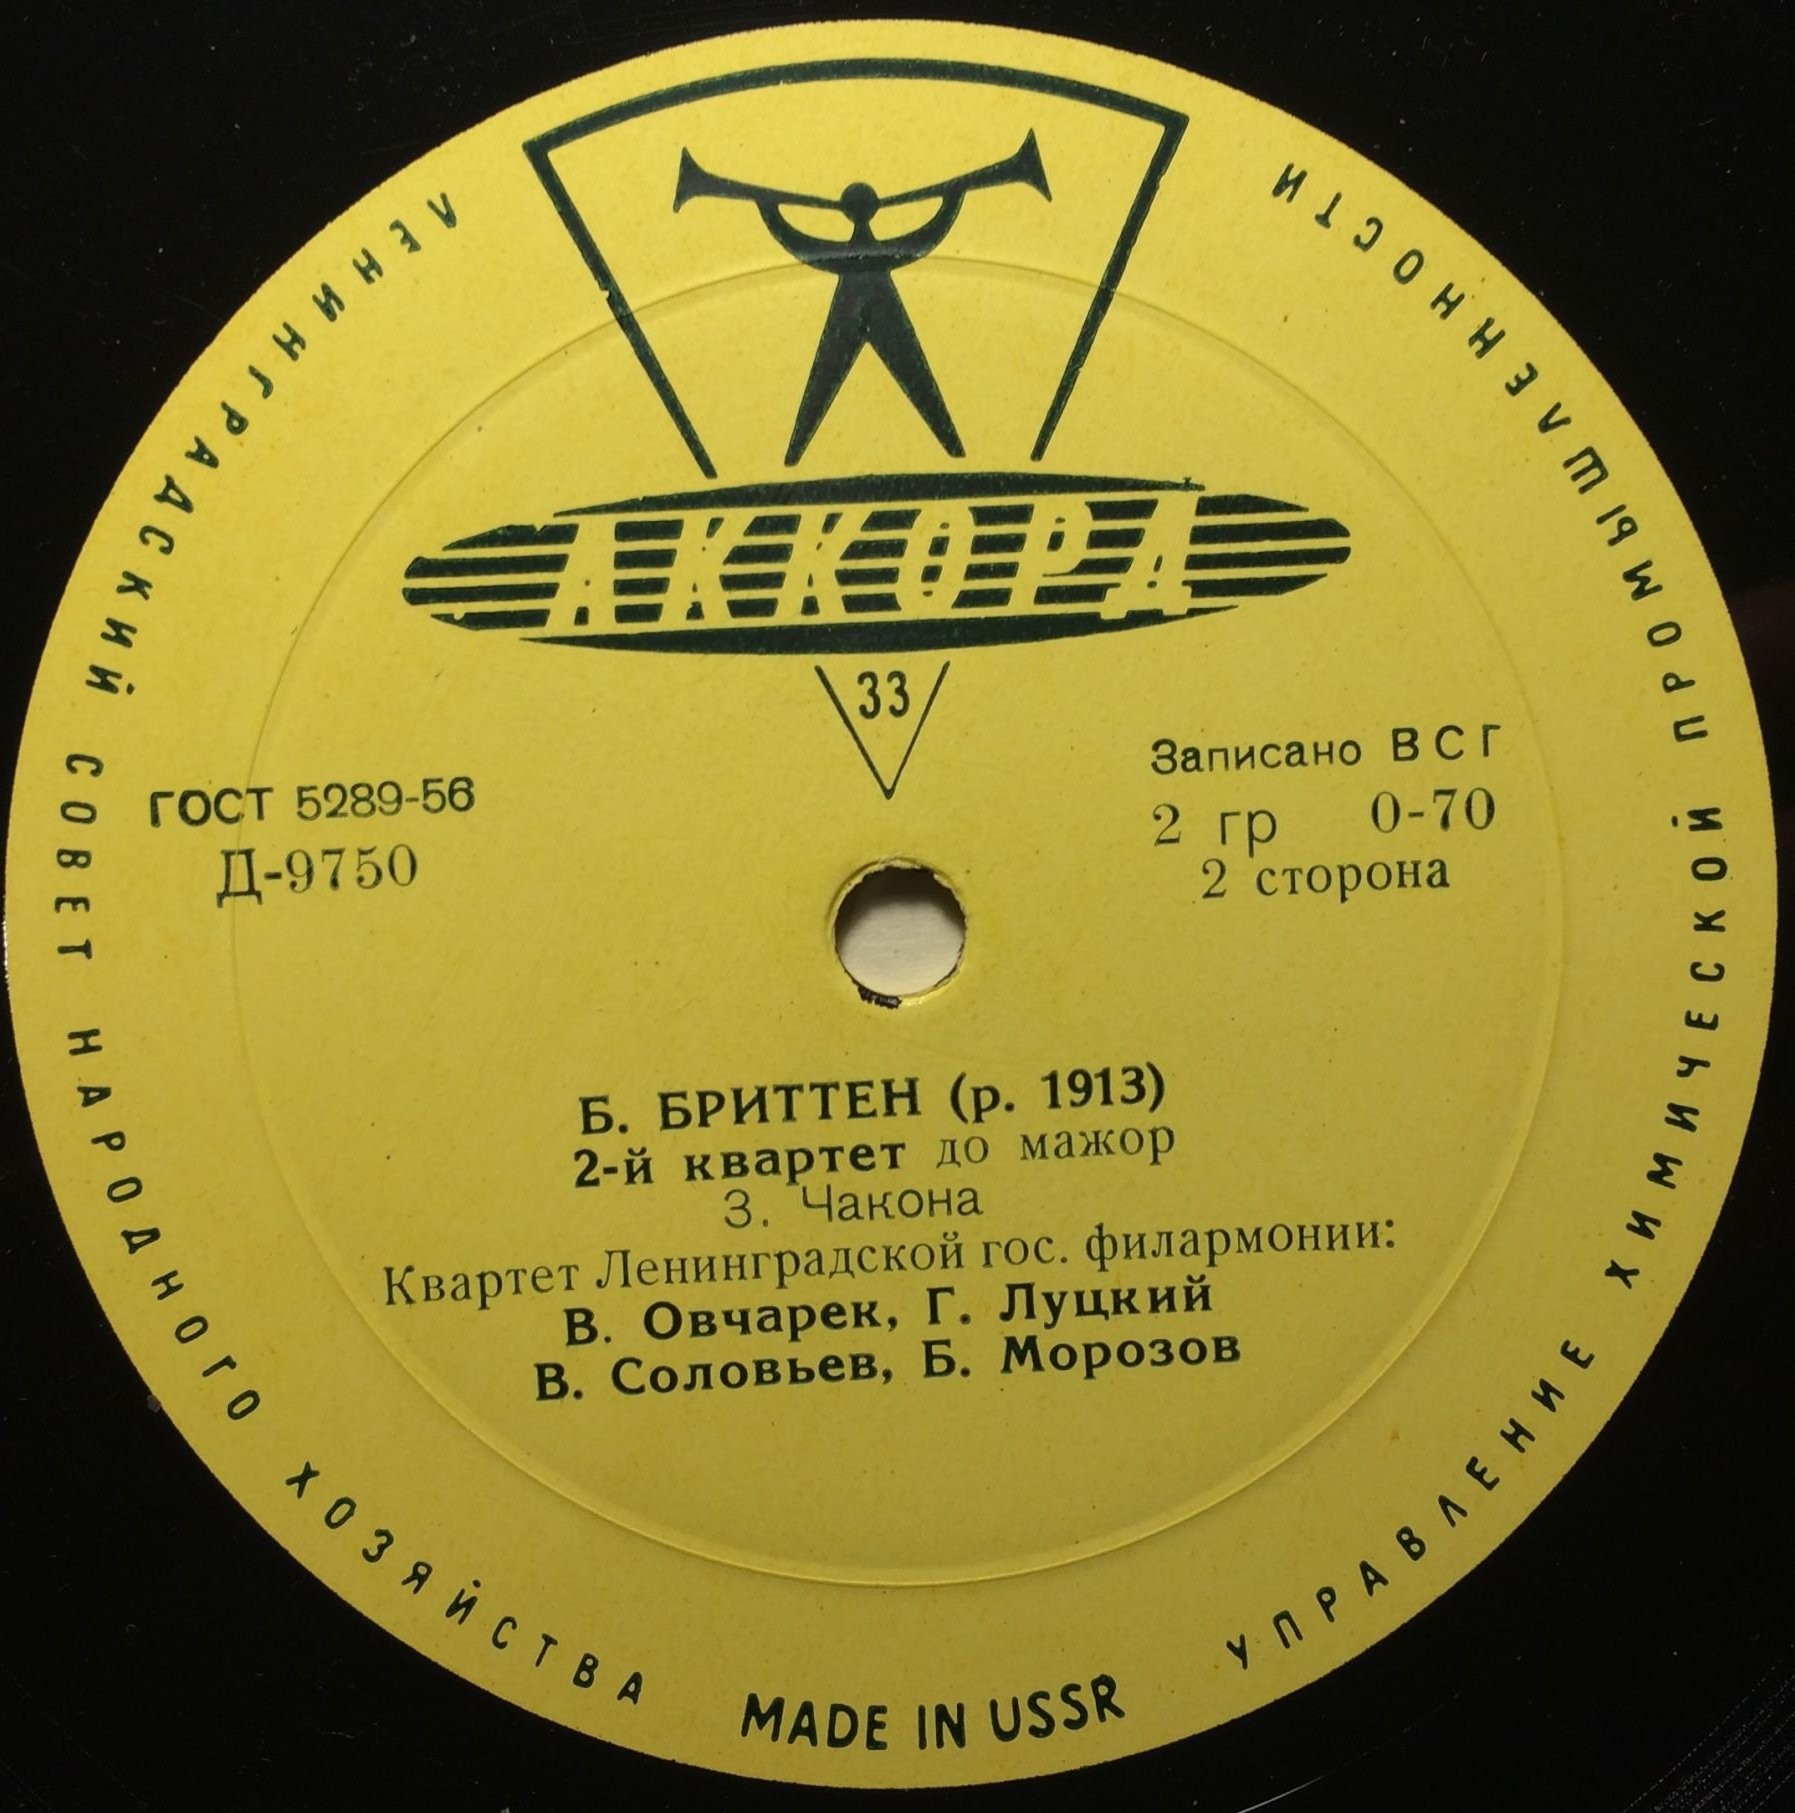 ЛЕНИНГРАДСКИЙ СОВЕТ НАРОДНОГО ХОЗЯЙСТВА
УПРАВЛЕНИЕ ХИМИЧЕСКОЙ ПРОМЫШЛЕННОСТИ
АККОРД
33
ГОСТ 5289-56
Д-9750
Записано ВСГ
2 гр 0-70
2 сторона
Б. БРИТТЕН (р. 1913)
2-й квартет до мажор
3. Чакона
Квартет Ленинградской гос. филармонии:
В. Овчарек, Г. Луцкий
В. Соловьев, Б. Морозов
MADE IN USSR